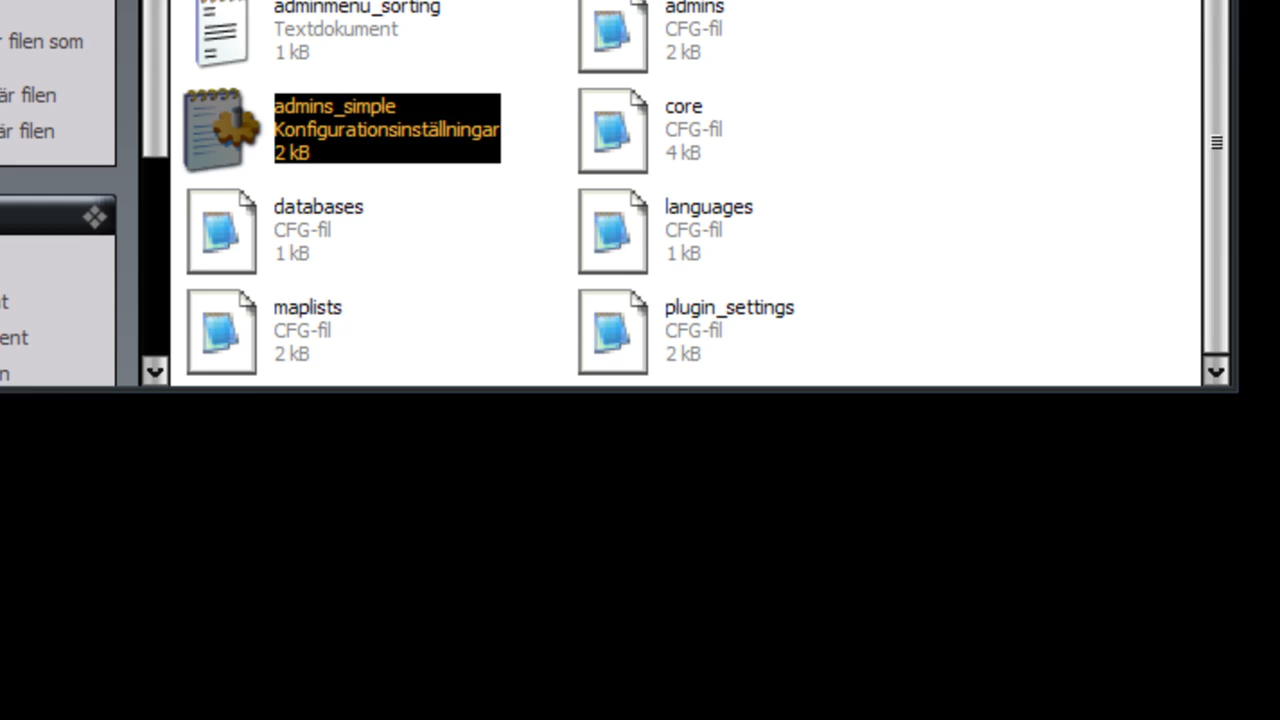 r filen som
är filen
är filen
t
ent
n
adminmenu_sorting
Textdokument
1 kB
admins
CFG-fil
2 kB
admins_simple
Konfigurationsinställningar
2 kB
core
CFG-fil
4 kB
databases
CFG-fil
1 kB
languages
CFG-fil
1 kB
maplists
CFG-fil
2 kB
plugin_settings
CFG-fil
2 kB